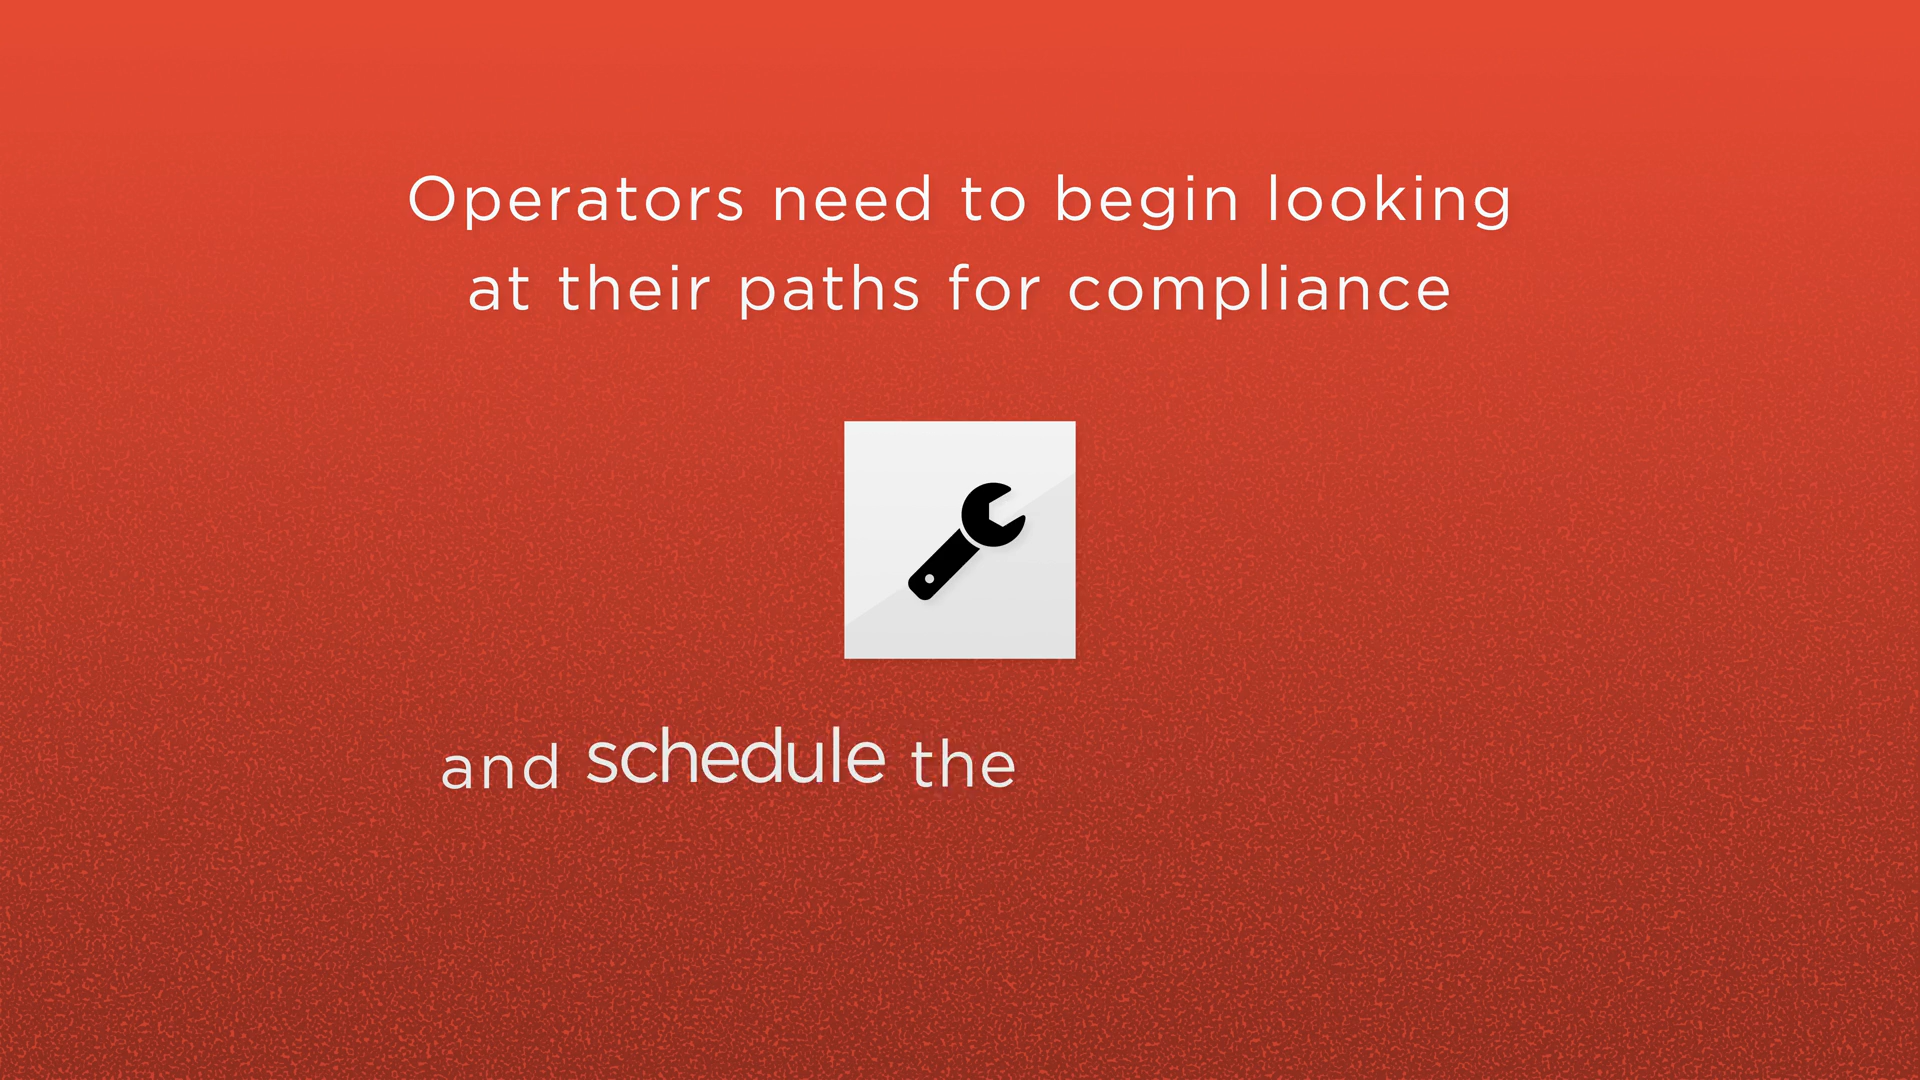 Operators need to begin looking
at their paths for compliance
and schedule the